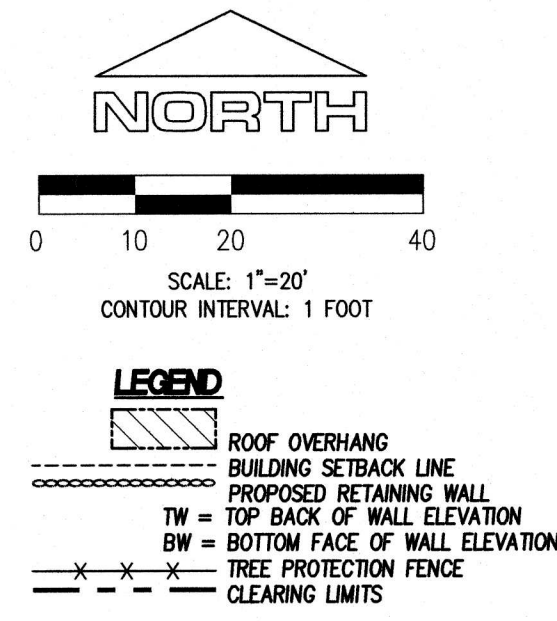 NORTH
0 10 20 40
SCALE: 1"=20'
CONTOUR INTERVAL: 1 FOOT
LEGEND
ROOF OVERHANG
BUILDING SETBACK LINE
PROPOSED RETAINING WALL
TW = TOP BACK OF WALL ELEVATION
BW = BOTTOM FACE OF WALL ELEVATION
TREE PROTECTION FENCE
CLEARING LIMITS